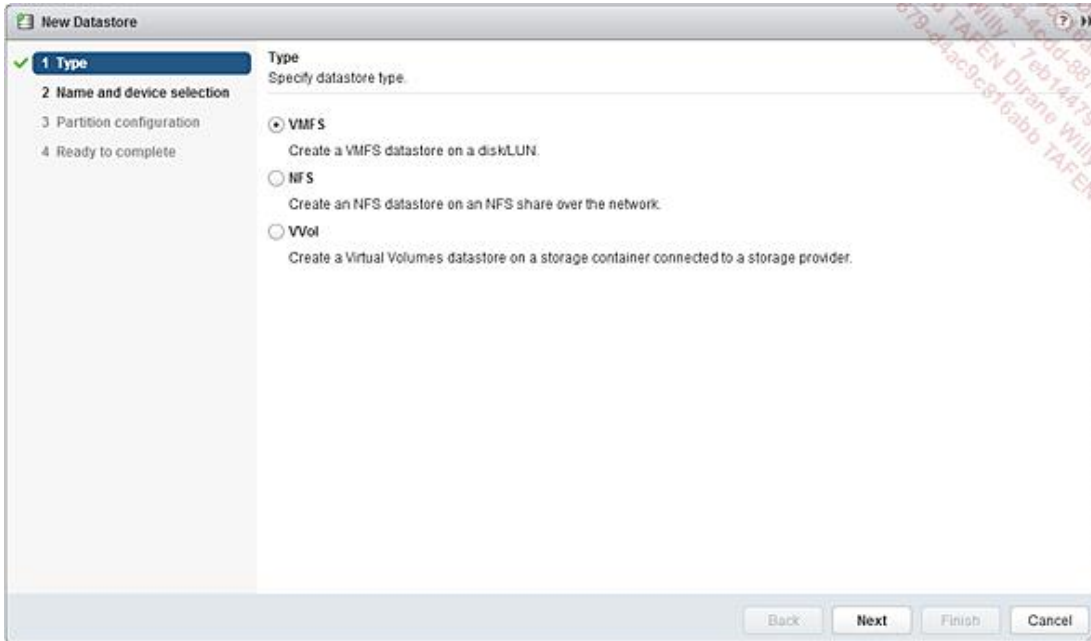 New Datastore
1 Type
2 Name and device selection
3 Partition configuration
4 Ready to complete
Type
Specify datastore type.
VMFS
Create a VMFS datastore on a disk/LUN.
NFS
Create an NFS datastore on an NFS share over the network.
VVol
Create a Virtual Volumes datastore on a storage container connected to a storage provider.
Back
Next
Finish
Cancel